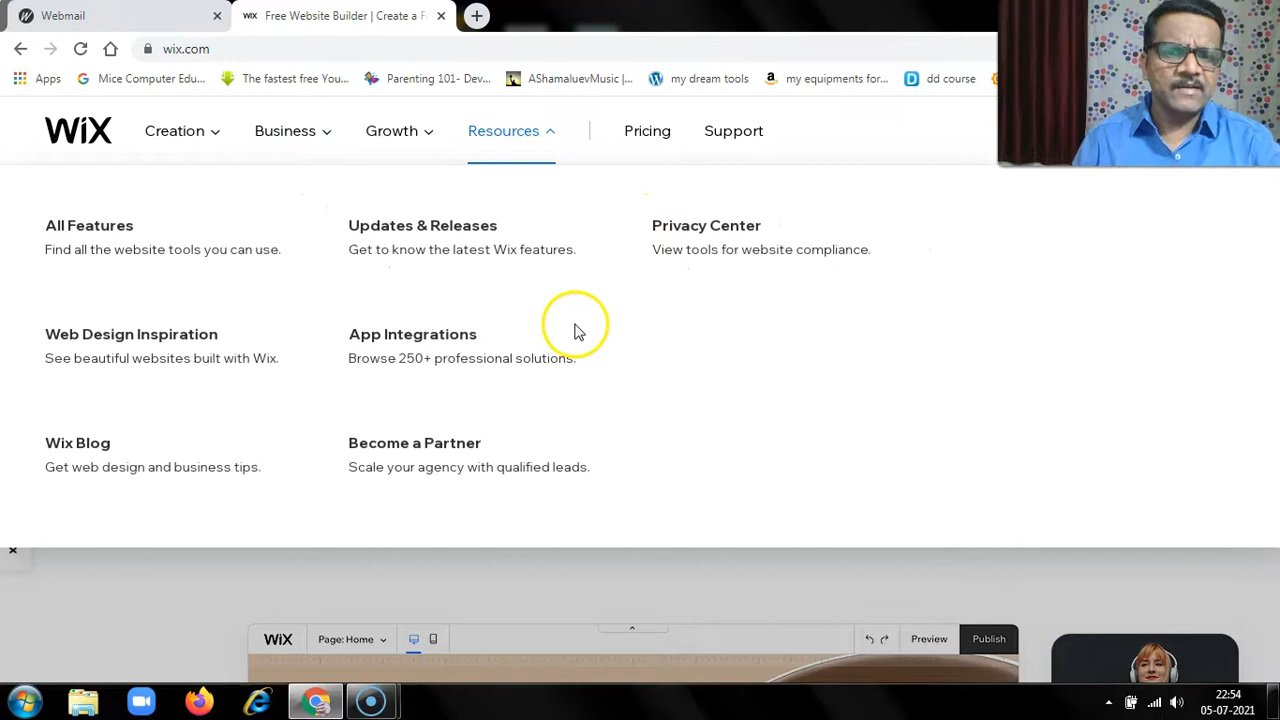 Webmail
WiX Free Website Builder | Create a F
wix.com
Apps
Mice Computer Edu...
The fastest free You...
Parenting 101- Dev...
AShamaluevMusic |...
my dream tools
my equipments for...
dd course
WiX
Creation
Business
Growth
Resources
Pricing
Support
All Features
Find all the website tools you can use.
Updates & Releases
Get to know the latest Wix features.
Privacy Center
View tools for website compliance.
Web Design Inspiration
See beautiful websites built with Wix.
App Integrations
Browse 250+ professional solutions.
Wix Blog
Get web design and business tips.
Become a Partner
Scale your agency with qualified leads.
WiX
Page: Home
Preview
Publish
22:54
05-07-2021